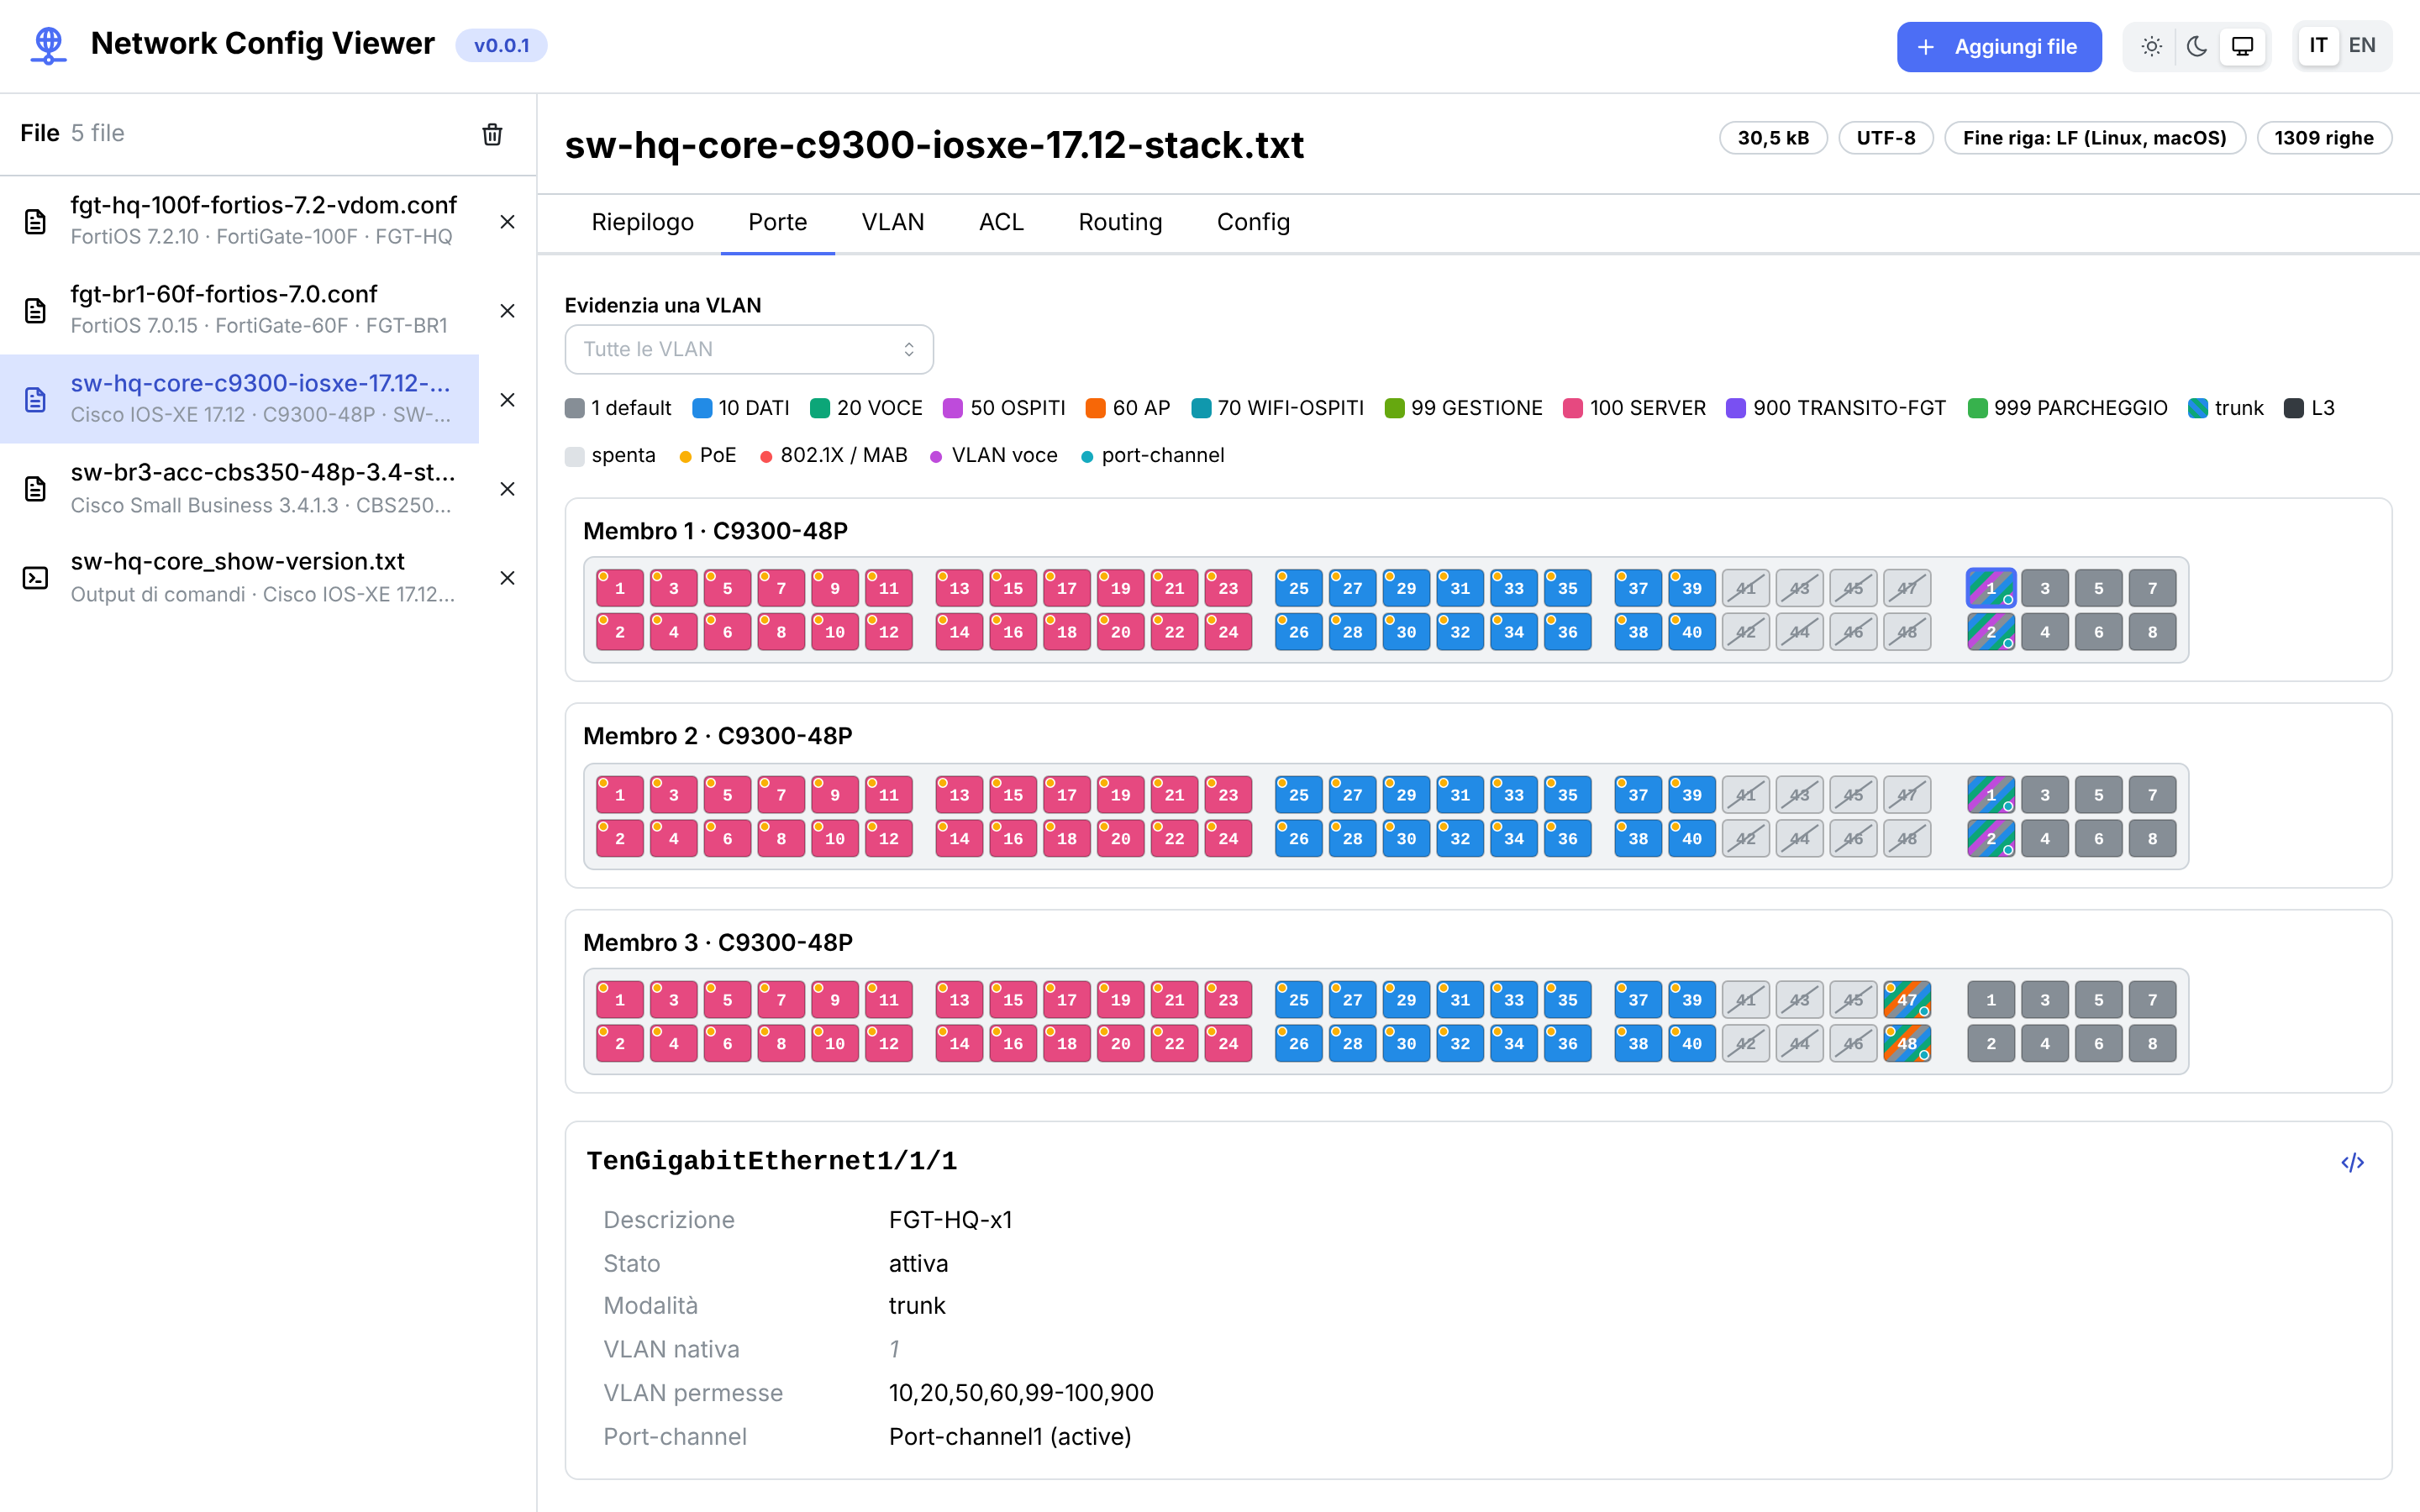 Network Config Viewer v0.0.1 Aggiungi file IT EN
File 5 file
fgt-hq-100f-fortios-7.2-vdom.conf
FortiOS 7.2.10 · FortiGate-100F · FGT-HQ
fgt-br1-60f-fortios-7.0.conf
FortiOS 7.0.15 · FortiGate-60F · FGT-BR1
sw-hq-core-c9300-iosxe-17.12-...
Cisco IOS-XE 17.12 · C9300-48P · SW-...
sw-br3-acc-cbs350-48p-3.4-st...
Cisco Small Business 3.4.1.3 · CBS250...
sw-hq-core_show-version.txt
Output di comandi · Cisco IOS-XE 17.12...
sw-hq-core-c9300-iosxe-17.12-stack.txt
30,5 kB UTF-8 Fine riga: LF (Linux, macOS) 1309 righe
Riepilogo Porte VLAN ACL Routing Config
Evidenzia una VLAN
Tutte le VLAN
1 default 10 DATI 20 VOCE 50 OSPITI 60 AP 70 WIFI-OSPITI 99 GESTIONE 100 SERVER 900 TRANSITO-FGT 999 PARCHEGGIO trunk L3
spenta PoE 802.1X / MAB VLAN voce port-channel
Membro 1 · C9300-48P
1 3 5 7 9 11 13 15 17 19 21 23 25 27 29 31 33 35 37 39 41 43 45 47 1 3 5 7
2 4 6 8 10 12 14 16 18 20 22 24 26 28 30 32 34 36 38 40 42 44 46 48 2 4 6 8
Membro 2 · C9300-48P
1 3 5 7 9 11 13 15 17 19 21 23 25 27 29 31 33 35 37 39 41 43 45 47 1 3 5 7
2 4 6 8 10 12 14 16 18 20 22 24 26 28 30 32 34 36 38 40 42 44 46 48 2 4 6 8
Membro 3 · C9300-48P
1 3 5 7 9 11 13 15 17 19 21 23 25 27 29 31 33 35 37 39 41 43 45 47 1 3 5 7
2 4 6 8 10 12 14 16 18 20 22 24 26 28 30 32 34 36 38 40 42 44 46 48 2 4 6 8
TenGigabitEthernet1/1/1
Descrizione FGT-HQ-x1
Stato attiva
Modalità trunk
VLAN nativa 1
VLAN permesse 10,20,50,60,99-100,900
Port-channel Port-channel1 (active)